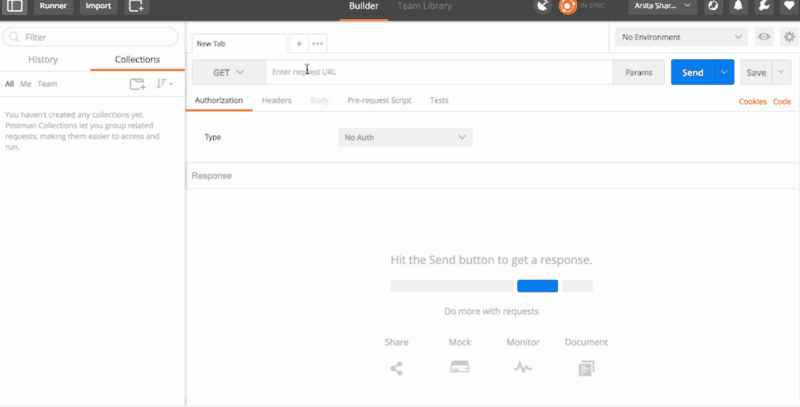 Runner Import Builder Team Library IN SYNC Anita Shar...
Filter
New Tab + ••• No Environment
History Collections
GET Enter request URL Params Send Save
All Me Team
Authorization Headers Body Pre-request Script Tests Cookies Code
You haven't created any collections yet.
Postman Collections let you group related
requests, making them easier to access and
run.
Type No Auth
Response
Hit the Send button to get a response.
Do more with requests
Share Mock Monitor Document